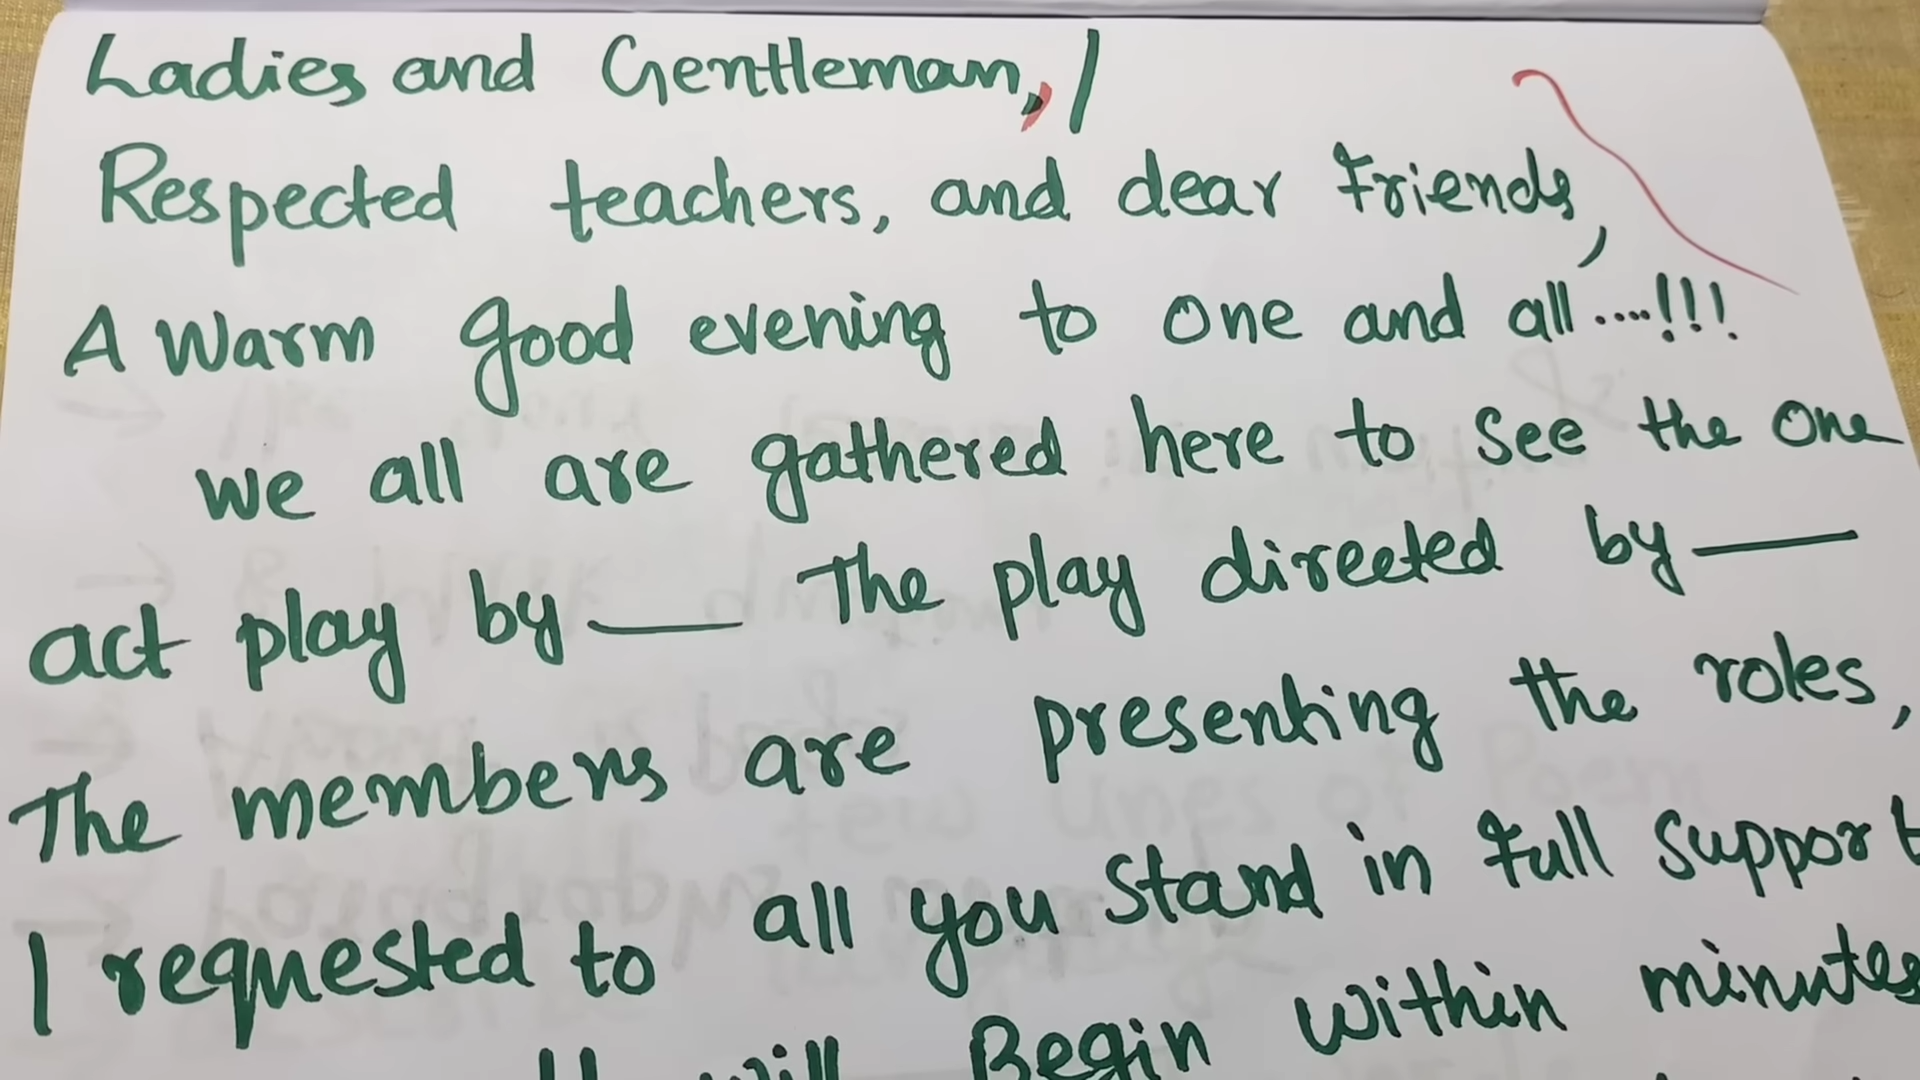 Ladies and Gentleman, /
Respected teachers, and dear friends,
A warm good evening to one and all....!!!
we all are gathered here to see the one
act play by ___ The play directed by ___
The members are presenting the roles,
I requested to all you stand in full support
will Begin within minutes